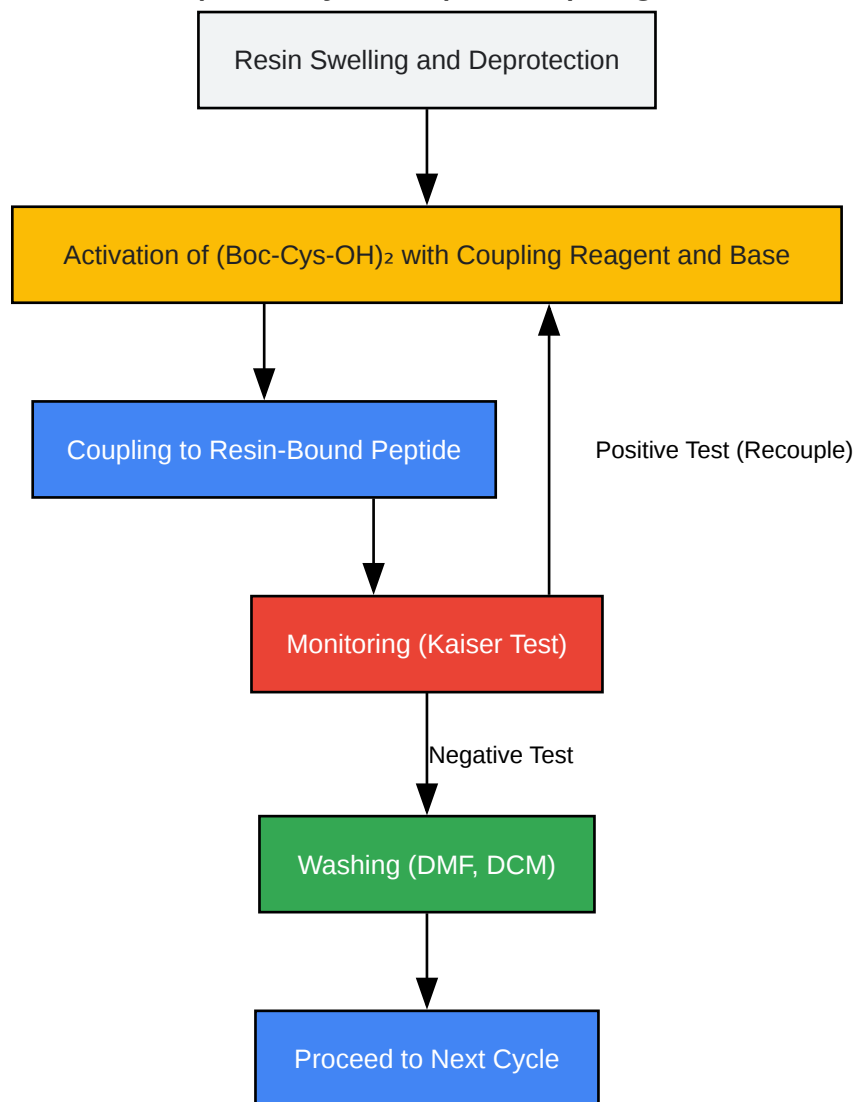 Resin Swelling and Deprotection
Activation of (Boc-Cys-OH)₂ with Coupling Reagent and Base
Coupling to Resin-Bound Peptide
Positive Test (Recouple)
Monitoring (Kaiser Test)
Negative Test
Washing (DMF, DCM)
Proceed to Next Cycle